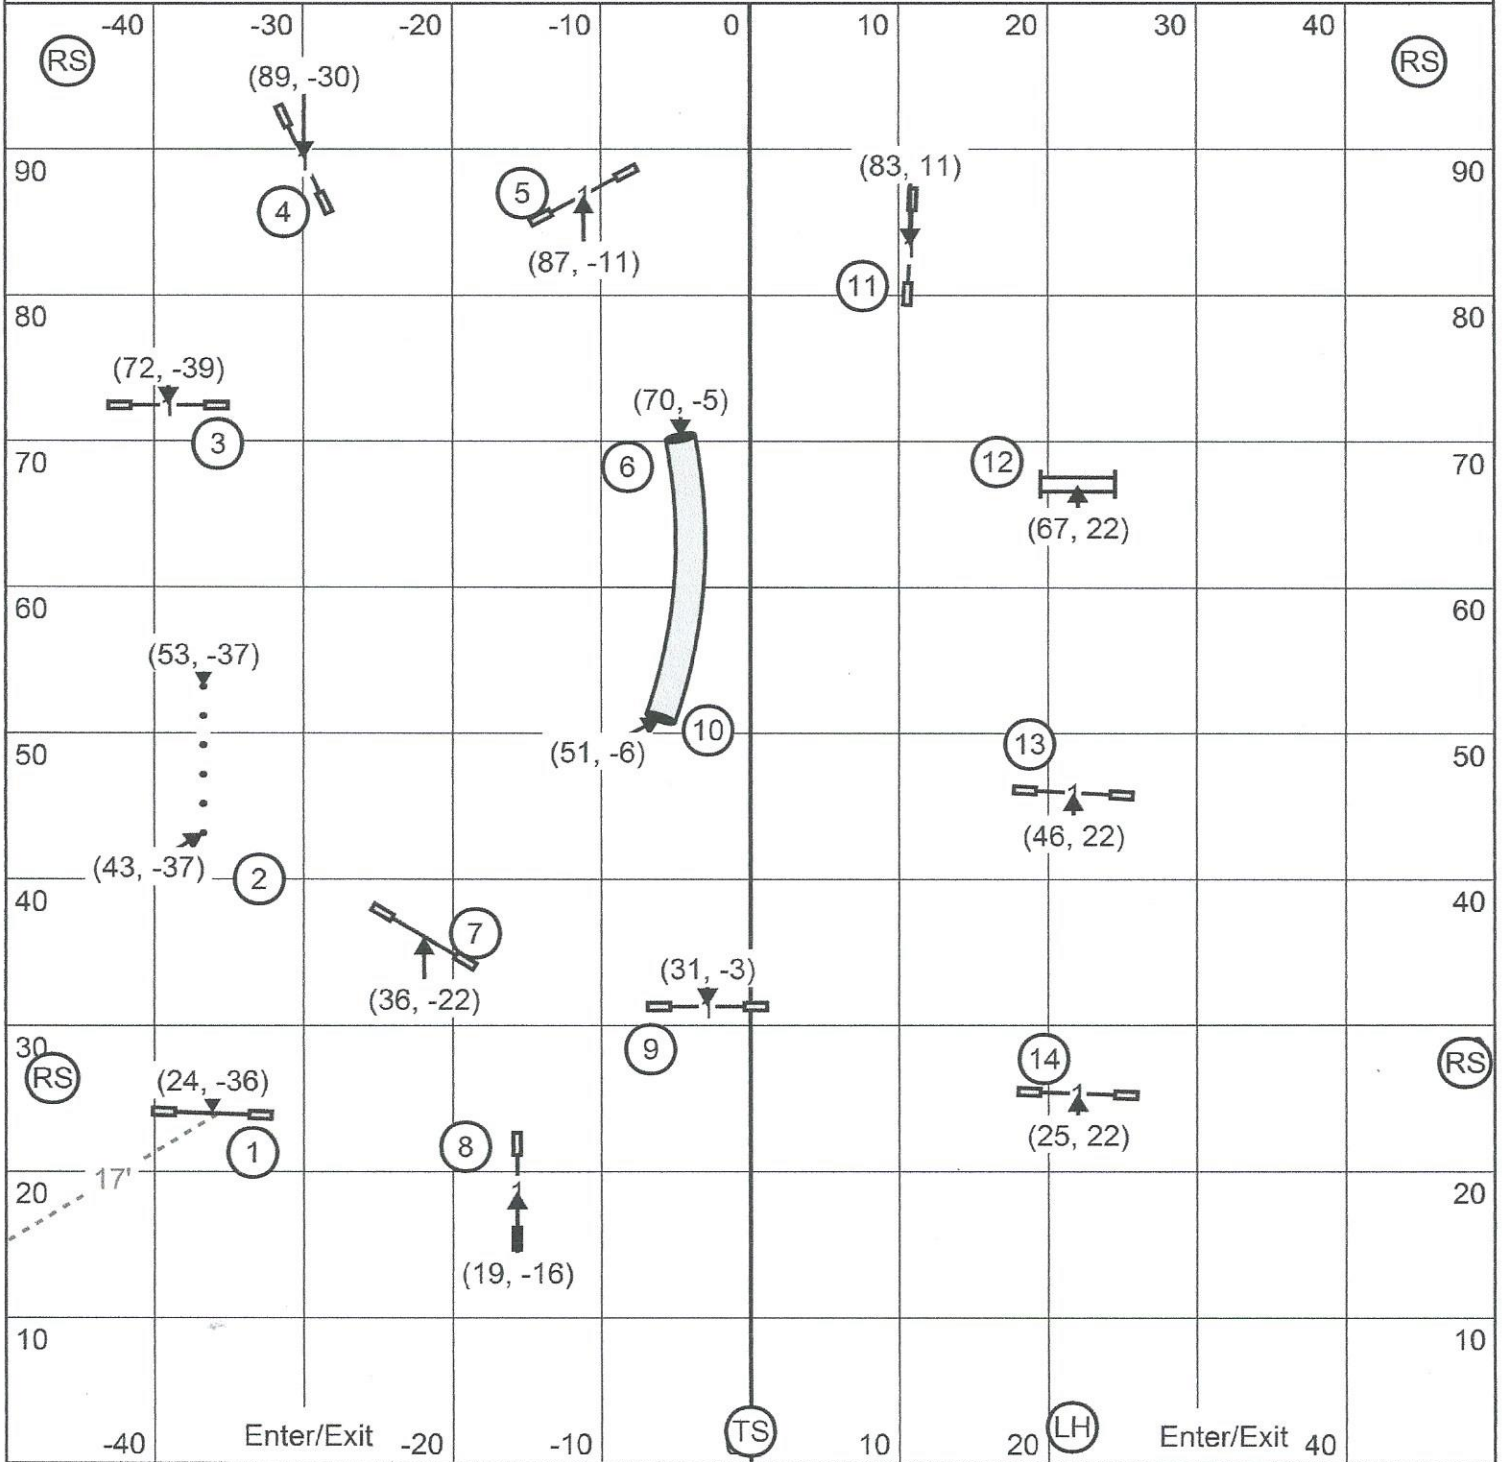 -40 -30 -20 -10 0 10 20 30 40
RS RS
(89, -30)
90 (83, 11) 90
5 1
4
(87, -11)
11
80 80
(72, -39)
3
(70, -5)
70 6 12 70
(67, 22)
60 60
(53, -37)
10 13
50 (51, -6) 50
1
(46, 22)
(43, -37) 2
40 40
7
(31, -3)
(36, -22)
30 9 14
RS (24, -36) RS
1
1 8 (25, 22)
17'
20 1 20
(19, -16)
10 10
-40 Enter/Exit -20 -10 TS 10 20 LH Enter/Exit 40